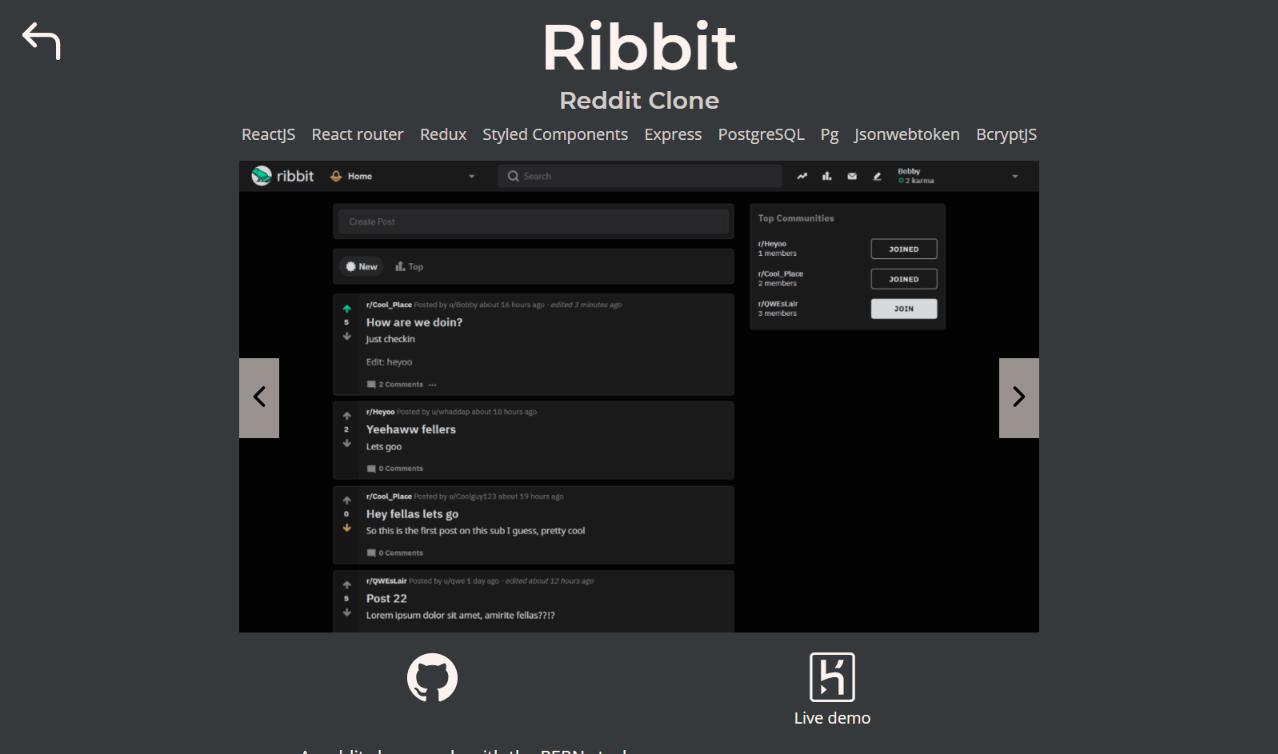 Ribbit
Reddit Clone
ReactJS React router Redux Styled Components Express PostgreSQL Pg Jsonwebtoken BcryptJS
ribbit Home Search Bobby
2 karma
Create Post
New Top
r/Cool_Place Posted by u/Bobby about 16 hours ago - edited 3 minutes ago
5
How are we doin?
Just checkin
Edit: heyoo
2 Comments
r/Heyoo Posted by u/whaddap about 18 hours ago
2
Yeehaww fellers
Lets goo
0 Comments
r/Cool_Place Posted by u/Coolguy123 about 19 hours ago
0
Hey fellas lets go
So this is the first post on this sub I guess, pretty cool
0 Comments
r/QWEsLair Posted by u/qwe 1 day ago - edited about 12 hours ago
5
Post 22
Lorem ipsum dolor sit amet, amirite fellas??!?
Top Communities
r/Heyoo
1 members
JOINED
r/Cool_Place
2 members
JOINED
r/QWEsLair
3 members
JOIN
Live demo